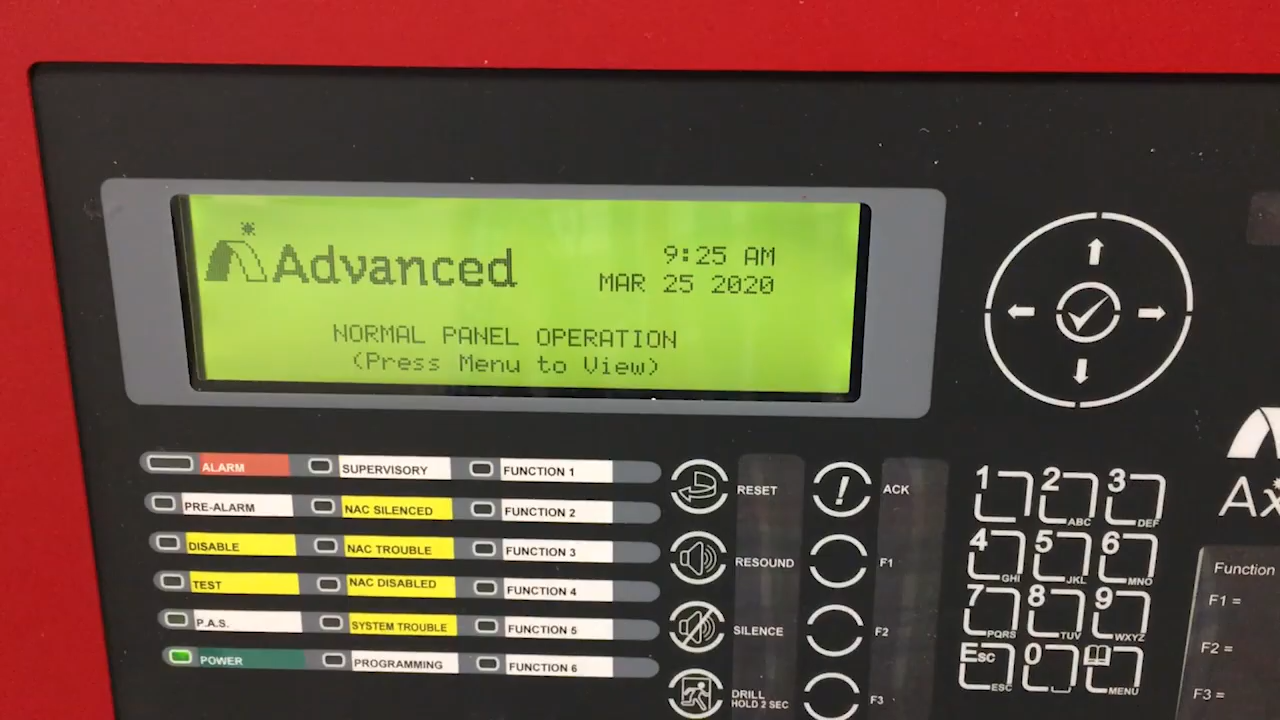 Advanced
9:25 AM
MAR 25 2020
NORMAL PANEL OPERATION
(Press Menu to View)
ALARM
SUPERVISORY
FUNCTION 1
PRE-ALARM
NAC SILENCED
FUNCTION 2
DISABLE
NAC TROUBLE
FUNCTION 3
TEST
NAC DISABLED
FUNCTION 4
P.A.S.
SYSTEM TROUBLE
FUNCTION 5
POWER
PROGRAMMING
FUNCTION 6
RESET
ACK
RESOUND
F1
SILENCE
F2
DRILL
HOLD 2 SEC
F3
1
2 ABC
3 DEF
4 GHI
5 JKL
6 MNO
7 PQRS
8 TUV
9 WXYZ
Esc ESC
0
MENU
Ax
Function
F1 =
F2 =
F3 =